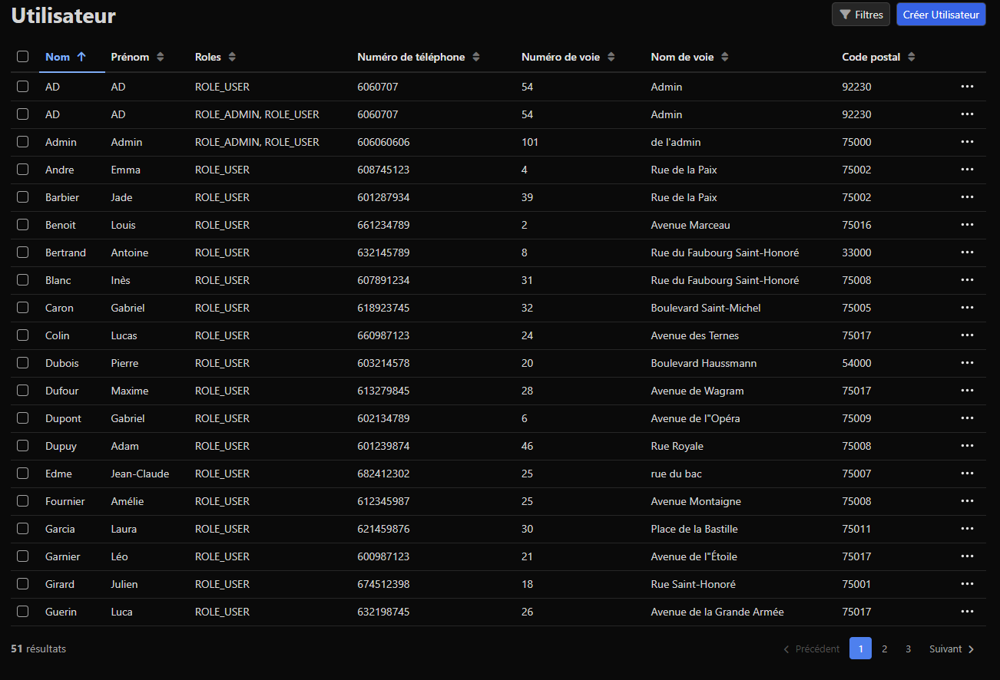 Utilisateur Filtres Créer Utilisateur
Nom Prénom Roles Numéro de téléphone Numéro de voie Nom de voie Code postal
AD AD ROLE_USER 6060707 54 Admin 92230
AD AD ROLE_ADMIN, ROLE_USER 6060707 54 Admin 92230
Admin Admin ROLE_ADMIN, ROLE_USER 606060606 101 de l'admin 75000
Andre Emma ROLE_USER 608745123 4 Rue de la Paix 75002
Barbier Jade ROLE_USER 601287934 39 Rue de la Paix 75002
Benoit Louis ROLE_USER 661234789 2 Avenue Marceau 75016
Bertrand Antoine ROLE_USER 632145789 8 Rue du Faubourg Saint-Honoré 33000
Blanc Inès ROLE_USER 607891234 31 Rue du Faubourg Saint-Honoré 75008
Caron Gabriel ROLE_USER 618923745 32 Boulevard Saint-Michel 75005
Colin Lucas ROLE_USER 660987123 24 Avenue des Ternes 75017
Dubois Pierre ROLE_USER 603214578 20 Boulevard Haussmann 54000
Dufour Maxime ROLE_USER 613279845 28 Avenue de Wagram 75017
Dupont Gabriel ROLE_USER 602134789 6 Avenue de l"Opéra 75009
Dupuy Adam ROLE_USER 601239874 46 Rue Royale 75008
Edme Jean-Claude ROLE_USER 682412302 25 rue du bac 75007
Fournier Amélie ROLE_USER 612345987 25 Avenue Montaigne 75008
Garcia Laura ROLE_USER 621459876 30 Place de la Bastille 75011
Garnier Léo ROLE_USER 600987123 21 Avenue de l"Étoile 75017
Girard Julien ROLE_USER 674512398 18 Rue Saint-Honoré 75001
Guerin Luca ROLE_USER 632198745 26 Avenue de la Grande Armée 75017
51 résultats Précédent 1 2 3 Suivant